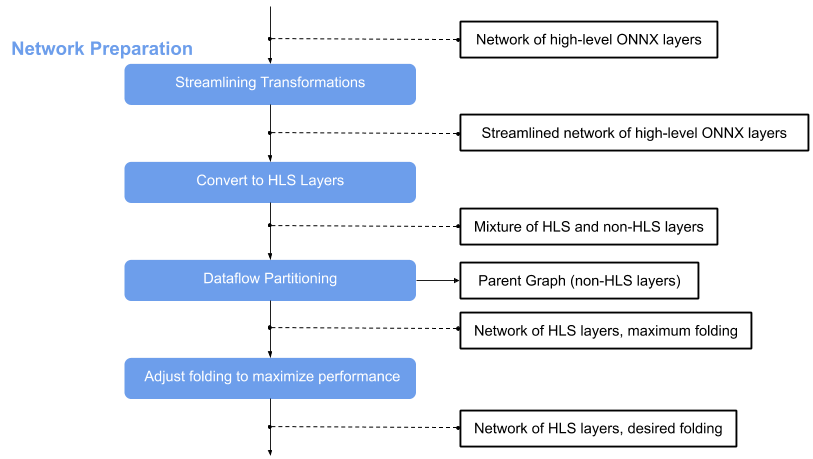 Network of high-level ONNX layers
Network Preparation
Streamlining Transformations
Streamlined network of high-level ONNX layers
Convert to HLS Layers
Mixture of HLS and non-HLS layers
Dataflow Partitioning
Parent Graph (non-HLS layers)
Network of HLS layers, maximum folding
Adjust folding to maximize performance
Network of HLS layers, desired folding